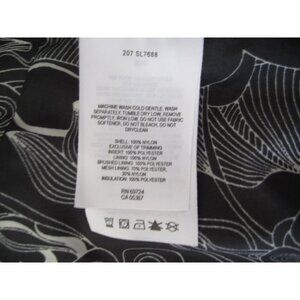 207 SL7688
MACHINE WASH COLD GENTLE, WASH
SEPARATELY, TUMBLE DRY LOW, REMOVE
PROMPTLY, IRON LOW, DO NOT USE FABRIC
SOFTENER, DO NOT BLEACH, DO NOT
DRYCLEAN
SHELL: 100% NYLON
EXCLUSIVE OF TRIMMING
INSERT: 100% POLYESTER
LINING: 100% NYLON
BRUSHED LINING: 100% POLYESTER
MESH LINING: 70% POLYESTER,
30% NYLON
INSULATION: 100% POLYESTER
RN 69724
CA 05367